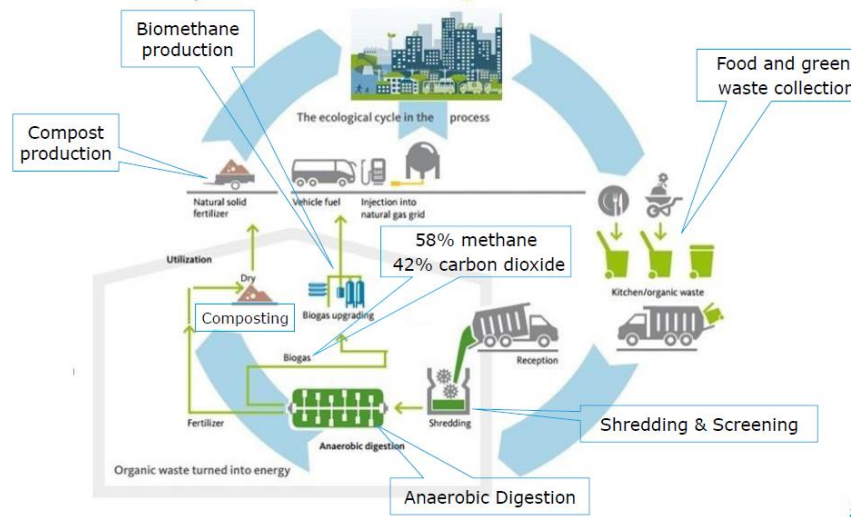 Biomethane
production
Food and green
waste collection
The ecological cycle in the process
Compost
production
Natural solid
fertilizer
Vehicle fuel
Injection into
natural gas grid
58% methane
42% carbon dioxide
Utilization
Dry
Composting
Biogas upgrading
Kitchen/organic waste
Biogas
Reception
Fertilizer
Shredding
Shredding & Screening
Anaerobic digestion
Organic waste turned into energy
Anaerobic Digestion